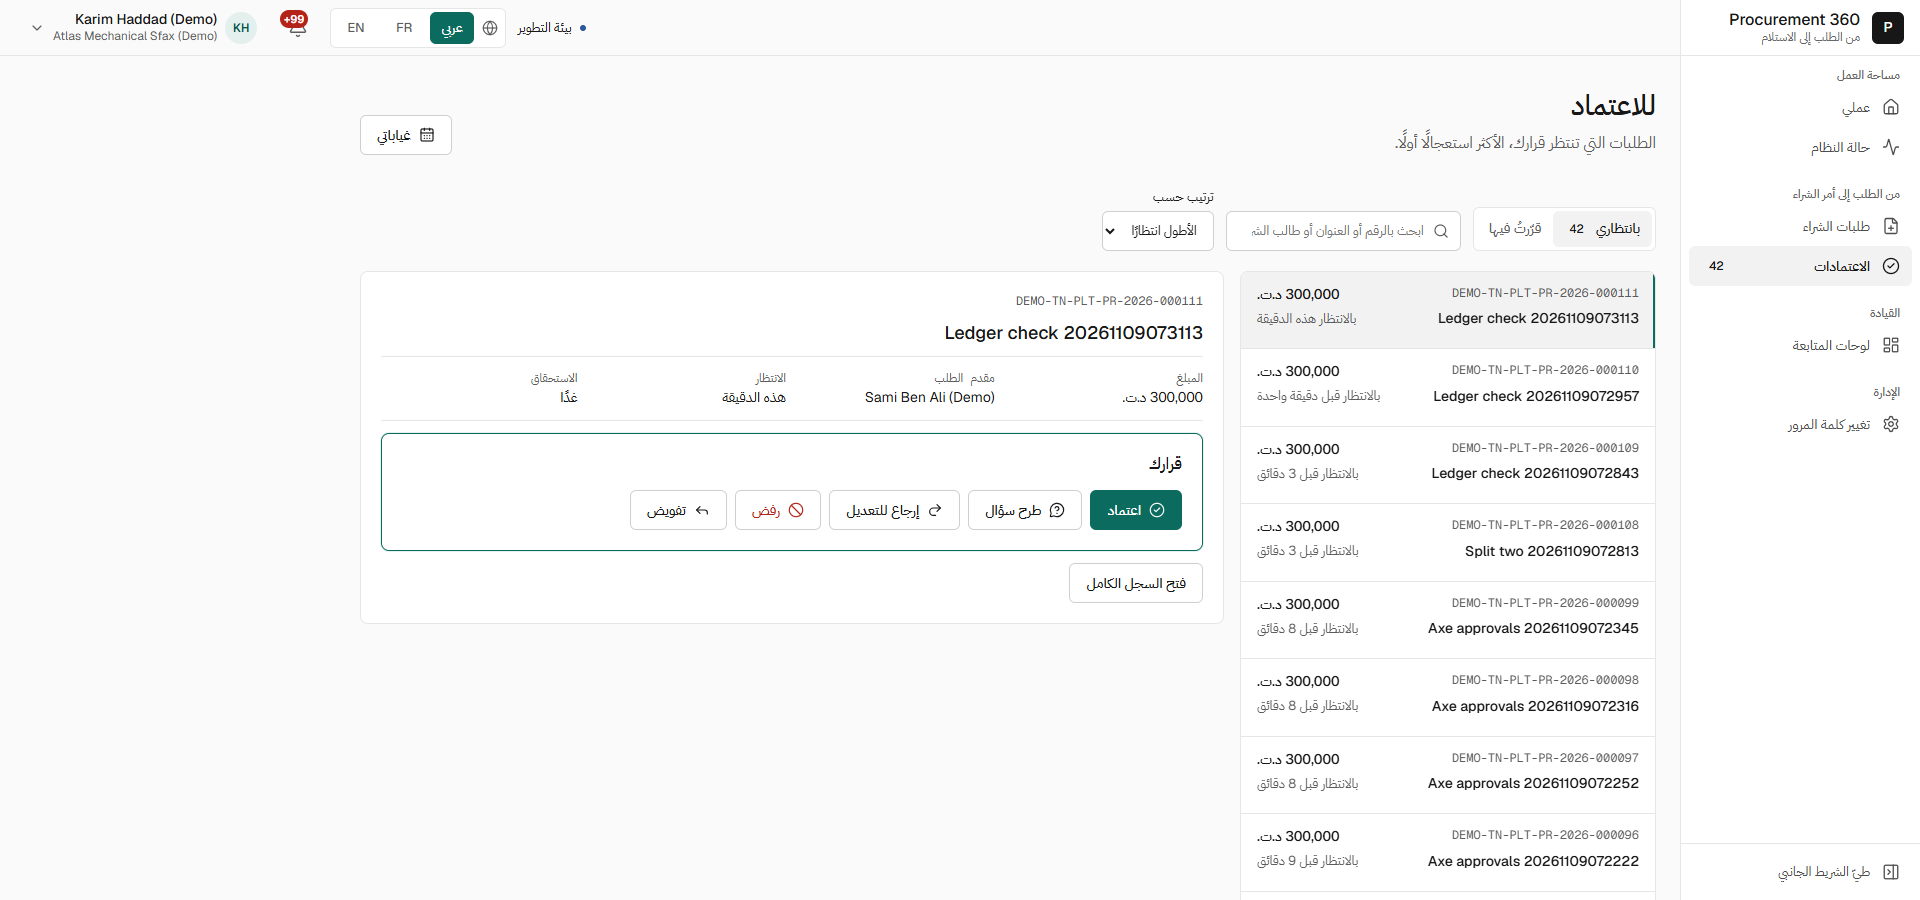 Procurement 360
P
من الطلب إلى الاستلام
بيئة التطوير
عربي
FR
EN
+99
KH
Karim Haddad (Demo)
Atlas Mechanical Sfax (Demo)
مساحة العمل
عملي
حالة النظام
من الطلب إلى أمر الشراء
طلبات الشراء
الاعتمادات
42
القيادة
لوحات المتابعة
الإدارة
تغيير كلمة المرور
طيّ الشريط الجانبي
للاعتماد
الطلبات التي تنتظر قرارك، الأكثر استعجالًا أولًا.
غياباتي
بانتظاري 42
قرّرتُ فيها
ابحث بالرقم أو العنوان أو طالب الش
ترتيب حسب
الأطول انتظارًا
DEMO-TN-PLT-PR-2026-000111
300,000 د.ت.
Ledger check 20261109073113
بالانتظار هذه الدقيقة
DEMO-TN-PLT-PR-2026-000110
300,000 د.ت.
Ledger check 20261109072957
بالانتظار قبل دقيقة واحدة
DEMO-TN-PLT-PR-2026-000109
300,000 د.ت.
Ledger check 20261109072843
بالانتظار قبل 3 دقائق
DEMO-TN-PLT-PR-2026-000108
300,000 د.ت.
Split two 20261109072813
بالانتظار قبل 3 دقائق
DEMO-TN-PLT-PR-2026-000099
300,000 د.ت.
Axe approvals 20261109072345
بالانتظار قبل 8 دقائق
DEMO-TN-PLT-PR-2026-000098
300,000 د.ت.
Axe approvals 20261109072316
بالانتظار قبل 8 دقائق
DEMO-TN-PLT-PR-2026-000097
300,000 د.ت.
Axe approvals 20261109072252
بالانتظار قبل 8 دقائق
DEMO-TN-PLT-PR-2026-000096
300,000 د.ت.
Axe approvals 20261109072222
بالانتظار قبل 9 دقائق
DEMO-TN-PLT-PR-2026-000111
Ledger check 20261109073113
المبلغ
300,000 د.ت.
مقدم الطلب
Sami Ben Ali (Demo)
الانتظار
هذه الدقيقة
الاستحقاق
غدًا
قرارك
اعتماد
طرح سؤال
إرجاع للتعديل
رفض
تفويض
فتح السجل الكامل